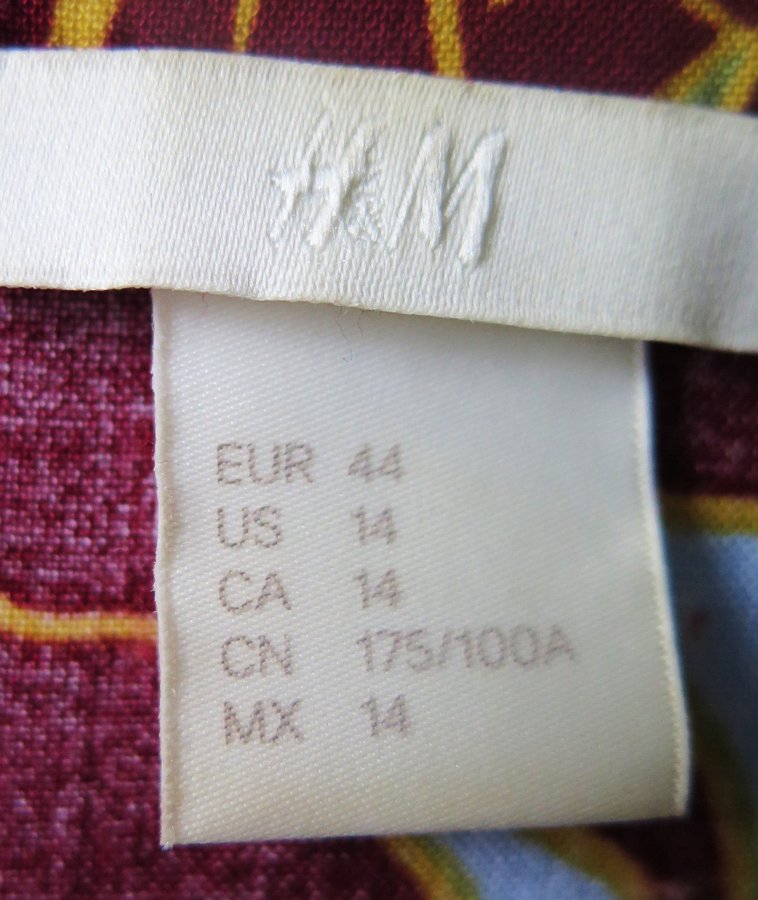 H&M
EUR 44
US 14
CA 14
CN 175/100A
MX 14